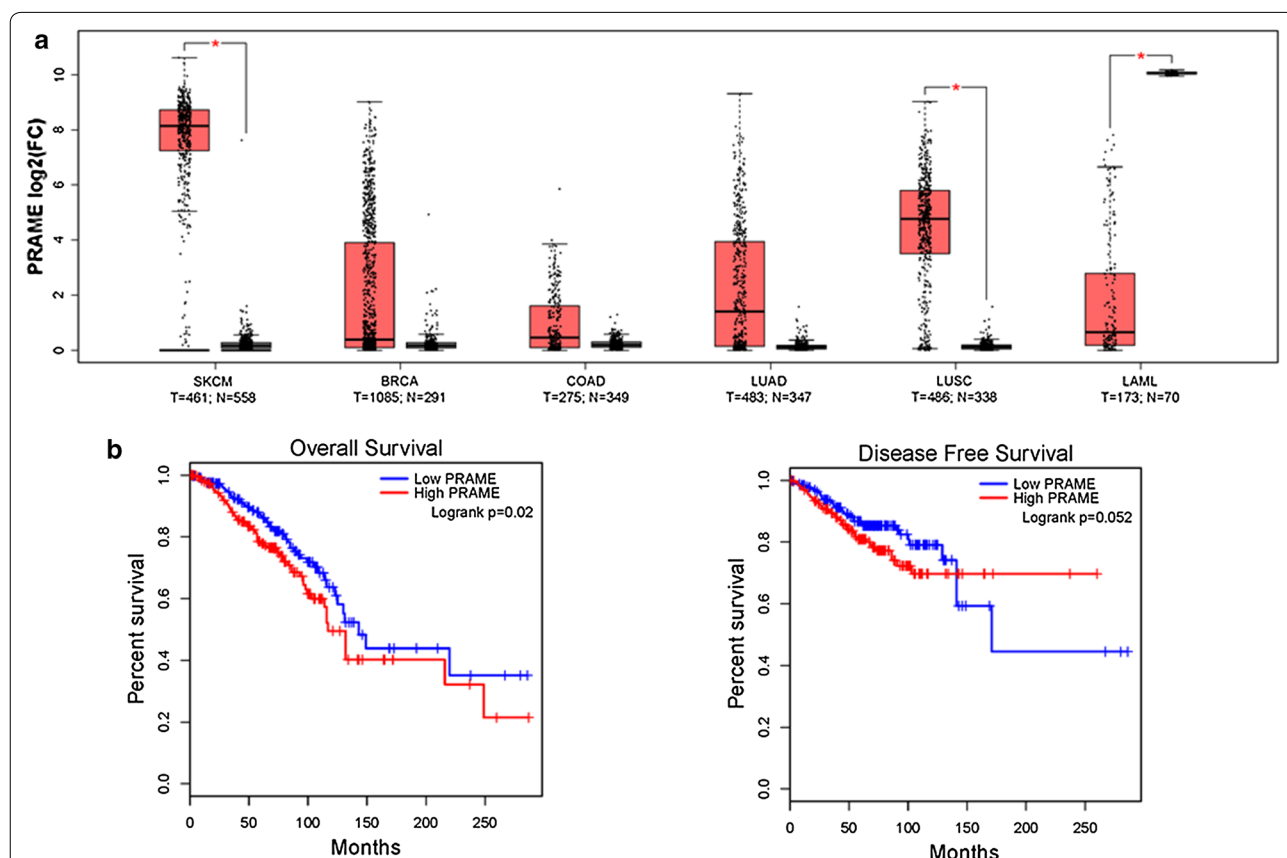 a
PRAME log2(FC)
10
8
6
4
2
0
SKCM
T=461; N=558
BRCA
T=1085; N=291
COAD
T=275; N=349
LUAD
T=483; N=347
LUSC
T=486; N=338
LAML
T=173; N=70
b
Overall Survival
Low PRAME
High PRAME
Logrank p=0.02
Percent survival
1.0
0.8
0.6
0.4
0.2
0.0
0 50 100 150 200 250
Months
Disease Free Survival
Low PRAME
High PRAME
Logrank p=0.052
Percent survival
1.0
0.8
0.6
0.4
0.2
0.0
0 50 100 150 200 250
Months